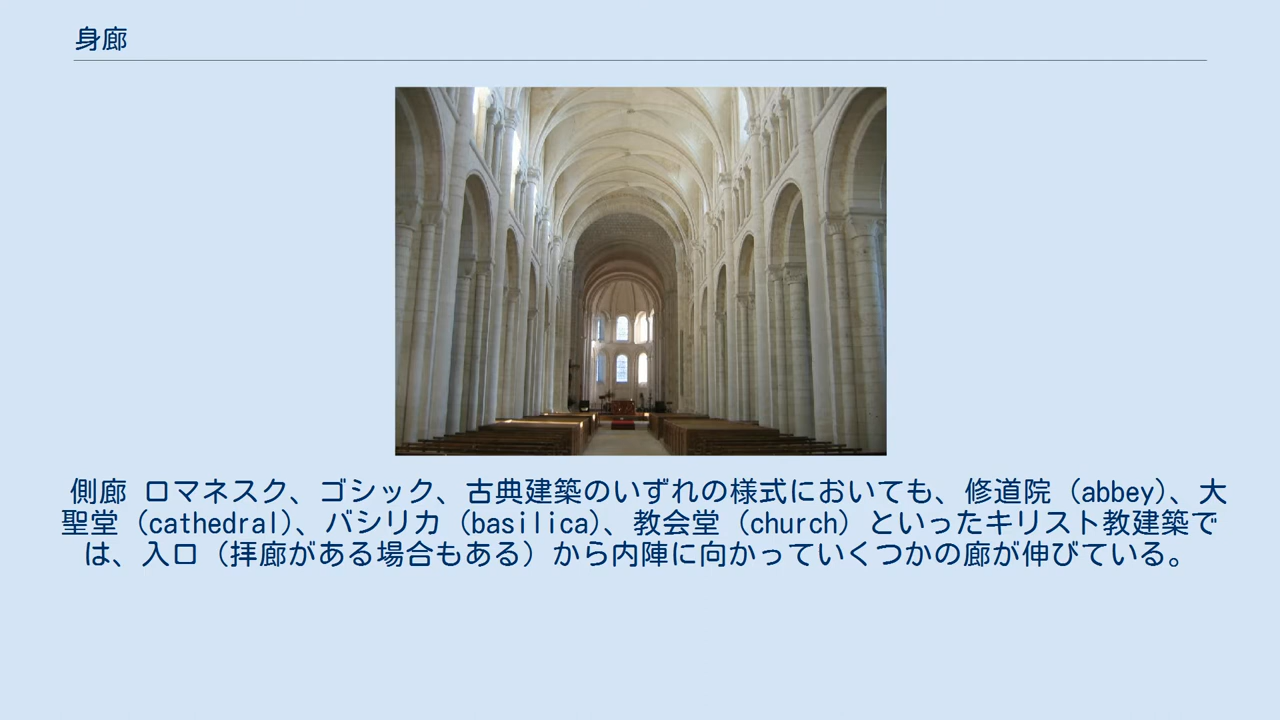 身廊
側廊 ロマネスク、ゴシック、古典建築のいずれの様式においても、修道院（abbey）、大
聖堂（cathedral）、バシリカ（basilica）、教会堂（church）といったキリスト教建築で
は、入口（拝廊がある場合もある）から内陣に向かっていくつかの廊が伸びている。